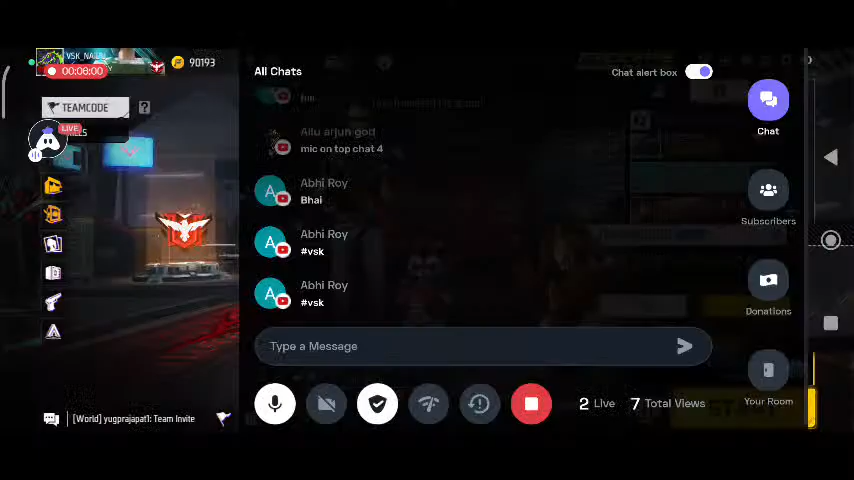 VSK_NA
90193
00:08:00
TEAMCODE
?
LIVE
All Chats
Chat alert box
Allu arjun god
mic on top chat 4
Abhi Roy
Bhai
Abhi Roy
#vsk
Abhi Roy
#vsk
Type a Message
2 Live 7 Total Views
Chat
Subscribers
Donations
Your Room
[World] yugprajapat1: Team Invite